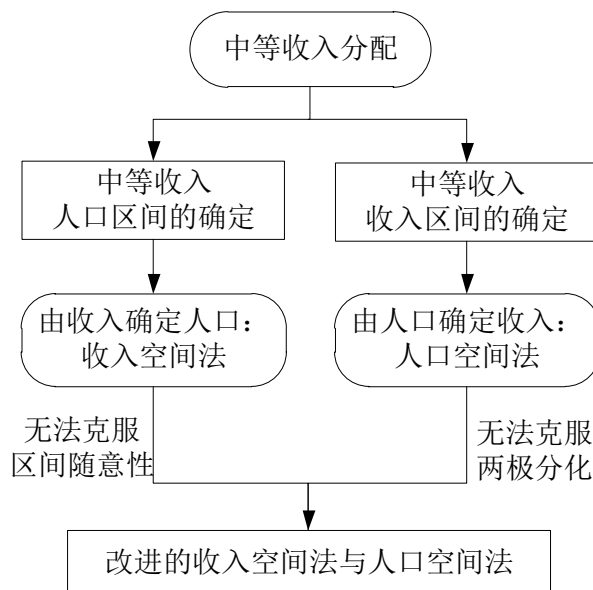 中等收入分配
中等收入
人口区间的确定
中等收入
收入区间的确定
由收入确定人口：
收入空间法
由人口确定收入：
人口空间法
无法克服
区间随意性
无法克服
两极分化
改进的收入空间法与人口空间法